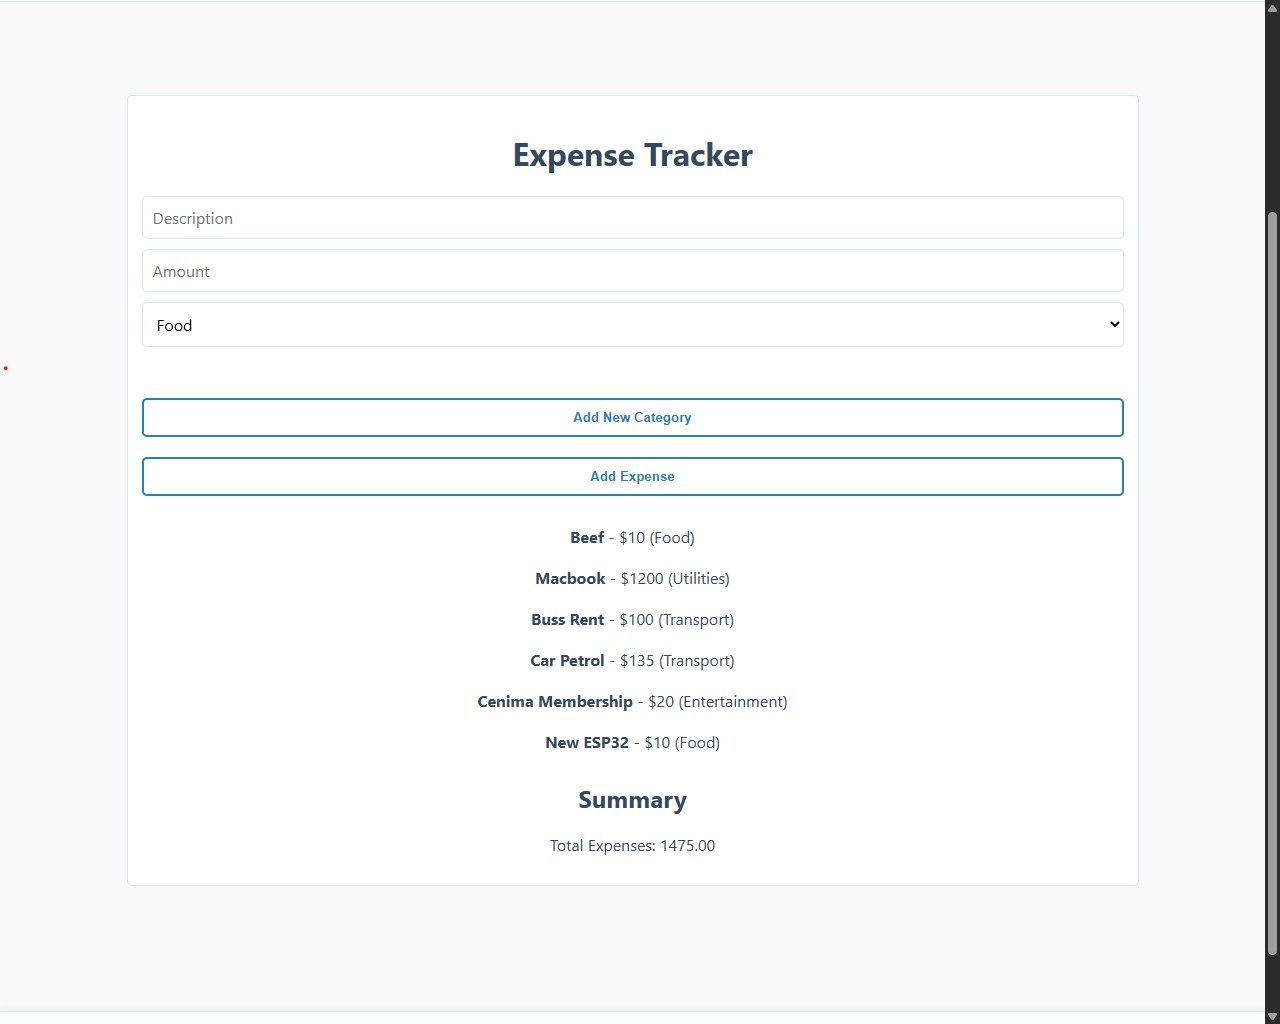 Expense Tracker
Description
Amount
Food
Add New Category
Add Expense
Beef - $10 (Food)
Macbook - $1200 (Utilities)
Buss Rent - $100 (Transport)
Car Petrol - $135 (Transport)
Cenima Membership - $20 (Entertainment)
New ESP32 - $10 (Food)
Summary
Total Expenses: 1475.00